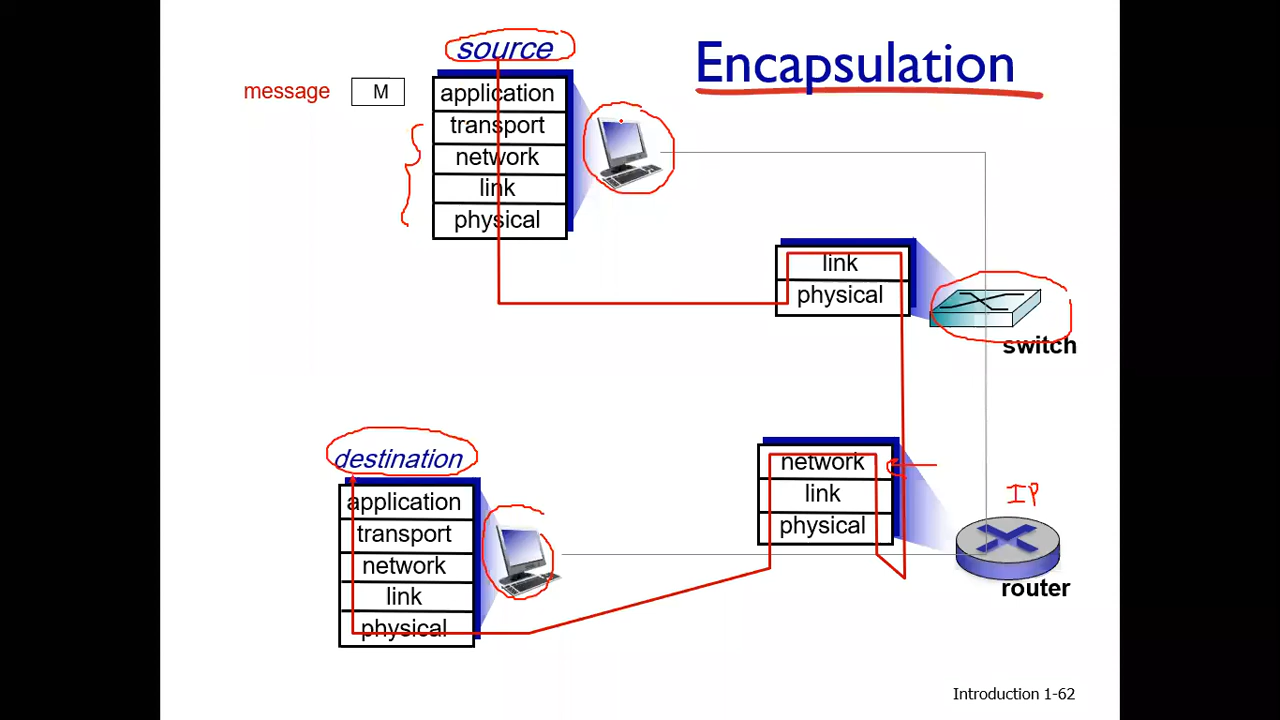 source
Encapsulation
message
M
application
transport
network
link
physical
link
physical
switch
destination
application
transport
network
link
physical
network
link
physical
IP
router
Introduction 1-62